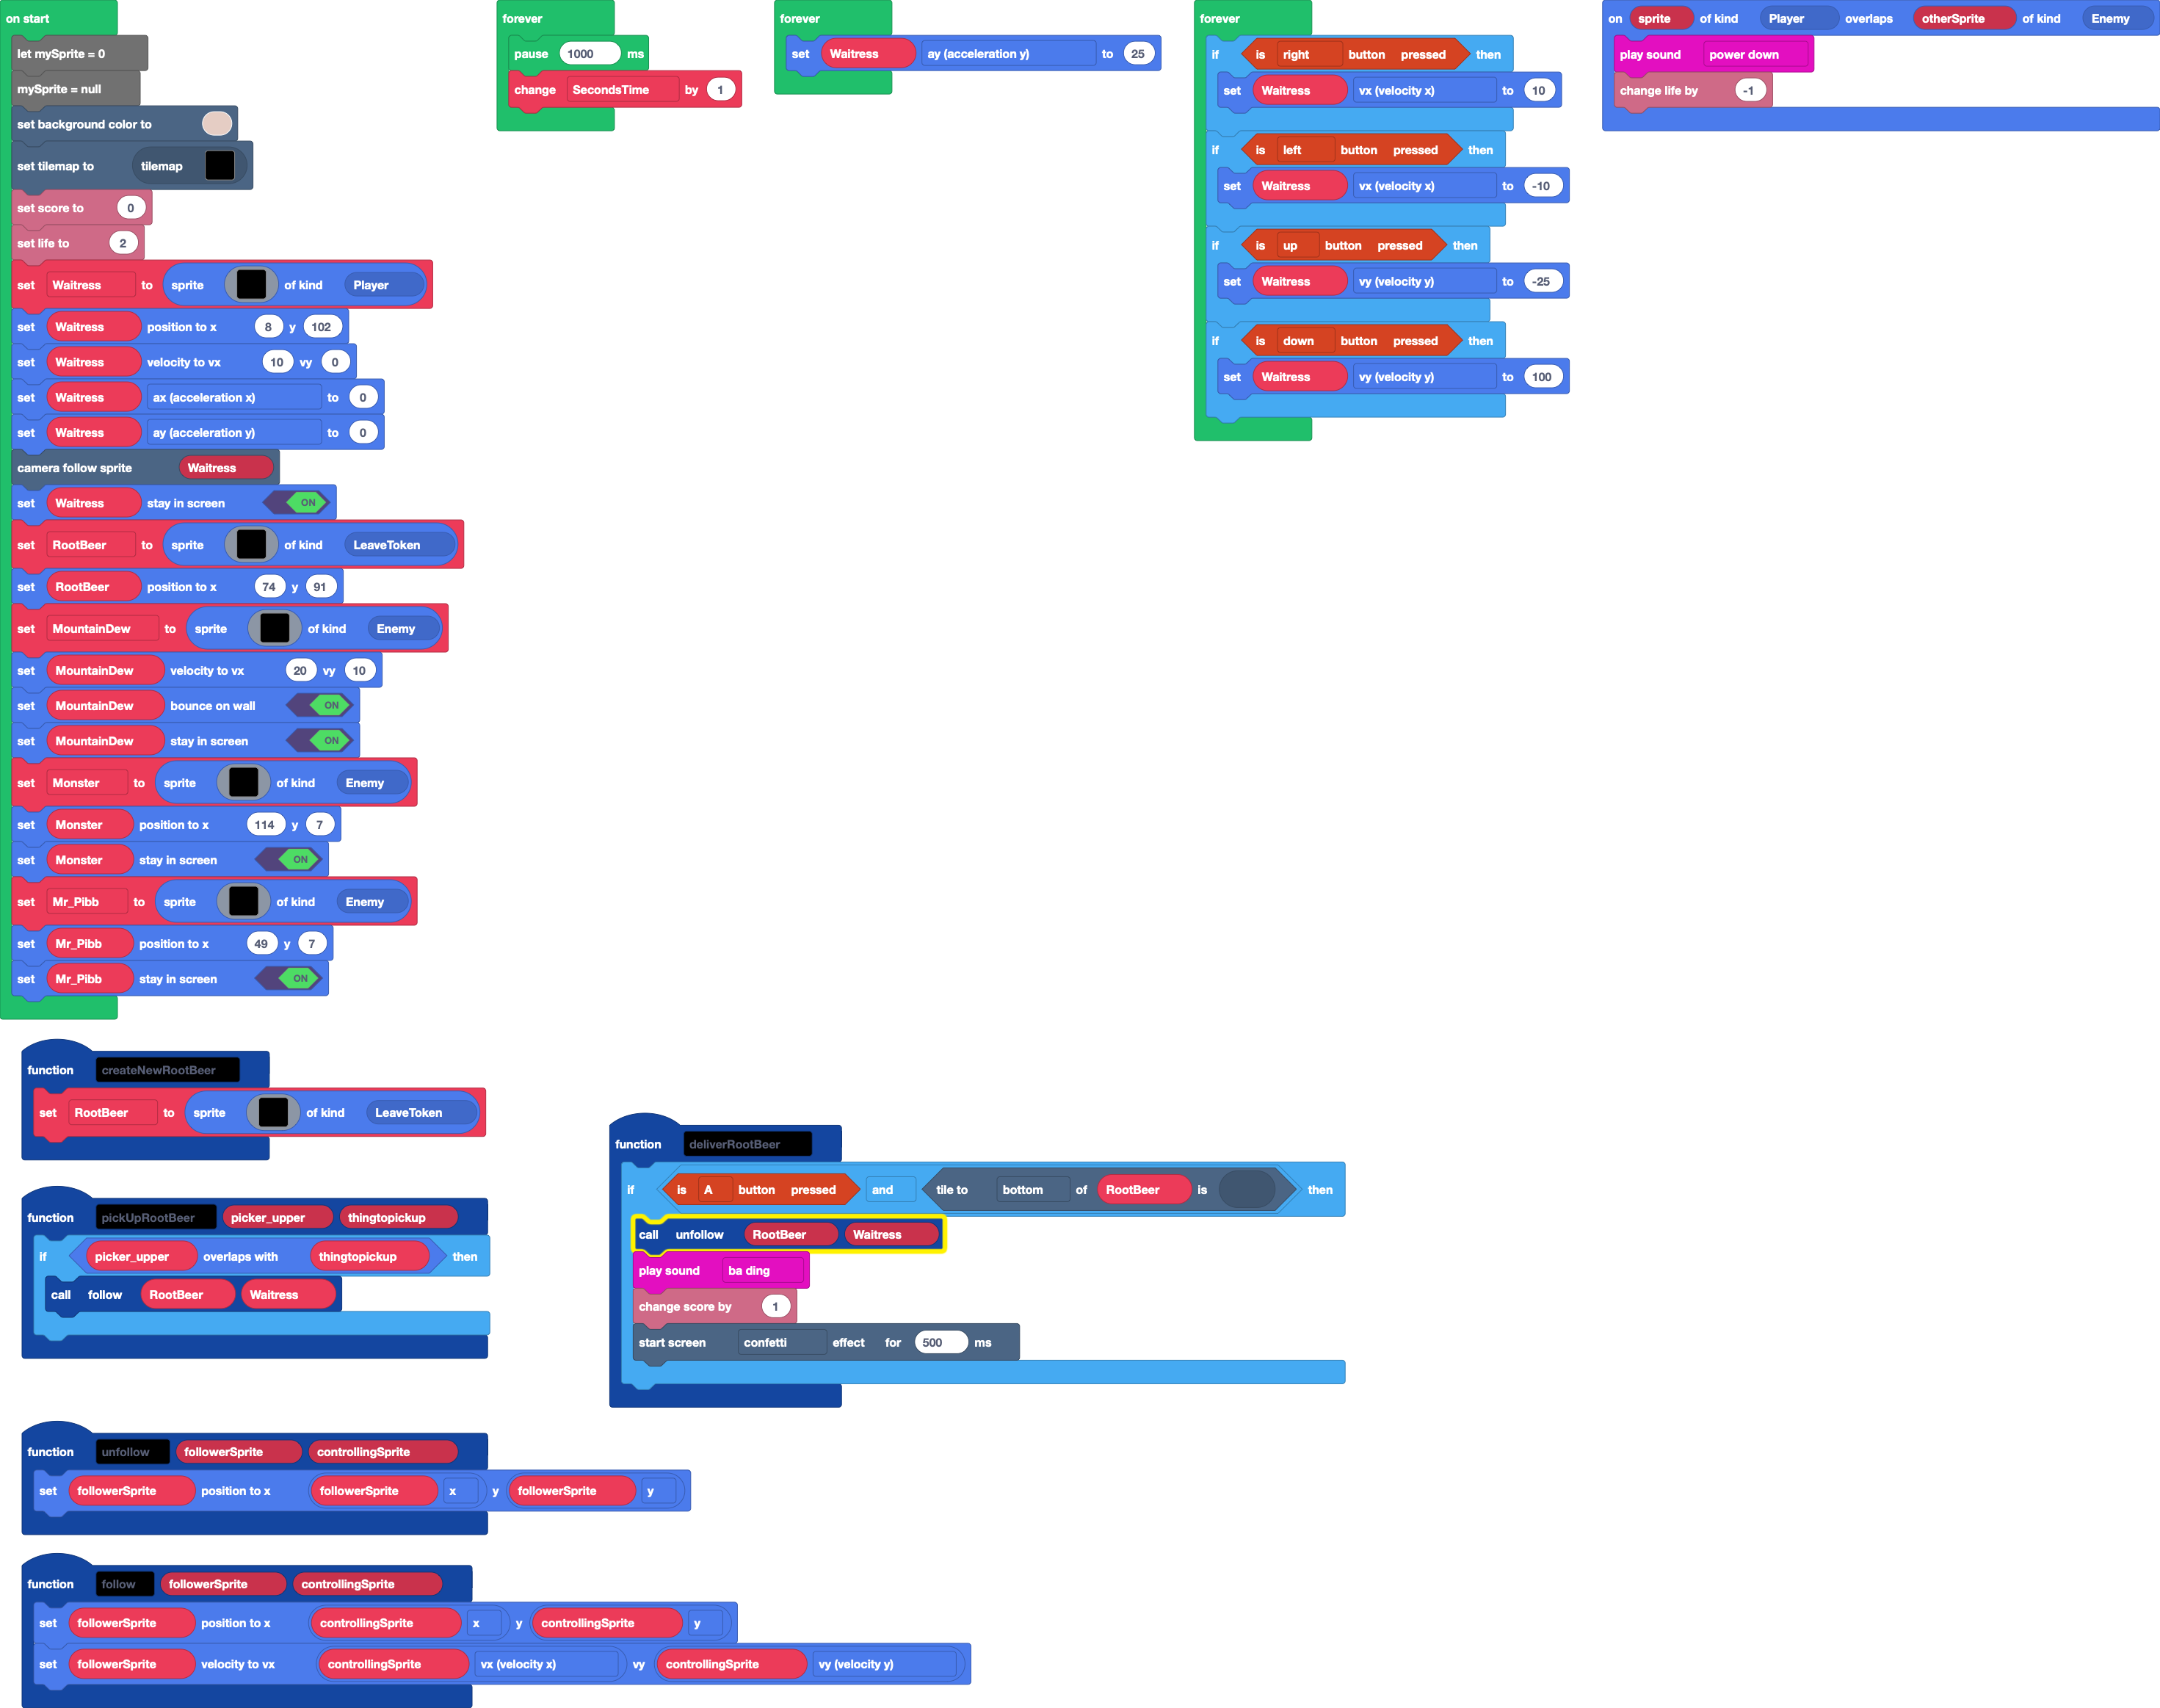 on start
let mySprite = 0
mySprite = null
set background color to
set tilemap to tilemap
set score to 0
set life to 2
set Waitress to sprite of kind Player
set Waitress position to x 8 y 102
set Waitress velocity to vx 10 vy 0
set Waitress ax (acceleration x) to 0
set Waitress ay (acceleration y) to 0
camera follow sprite Waitress
set Waitress stay in screen ON
set RootBeer to sprite of kind LeaveToken
set RootBeer position to x 74 y 91
set MountainDew to sprite of kind Enemy
set MountainDew velocity to vx 20 vy 10
set MountainDew bounce on wall ON
set MountainDew stay in screen ON
set Monster to sprite of kind Enemy
set Monster position to x 114 y 7
set Monster stay in screen ON
set Mr_Pibb to sprite of kind Enemy
set Mr_Pibb position to x 49 y 7
set Mr_Pibb stay in screen ON
forever
pause 1000 ms
change SecondsTime by 1
forever
set Waitress ay (acceleration y) to 25
forever
if is right button pressed then
set Waitress vx (velocity x) to 10
if is left button pressed then
set Waitress vx (velocity x) to -10
if is up button pressed then
set Waitress vy (velocity y) to -25
if is down button pressed then
set Waitress vy (velocity y) to 100
on sprite of kind Player overlaps otherSprite of kind Enemy
play sound power down
change life by -1
function createNewRootBeer
set RootBeer to sprite of kind LeaveToken
function pickUpRootBeer picker_upper thingtopickup
if picker_upper overlaps with thingtopickup then
call follow RootBeer Waitress
function deliverRootBeer
if is A button pressed and tile to bottom of RootBeer is then
call unfollow RootBeer Waitress
play sound ba ding
change score by 1
start screen confetti effect for 500 ms
function unfollow followerSprite controllingSprite
set followerSprite position to x followerSprite x y followerSprite y
function follow followerSprite controllingSprite
set followerSprite position to x controllingSprite x y controllingSprite y
set followerSprite velocity to vx controllingSprite vx (velocity x) vy controllingSprite vy (velocity y)